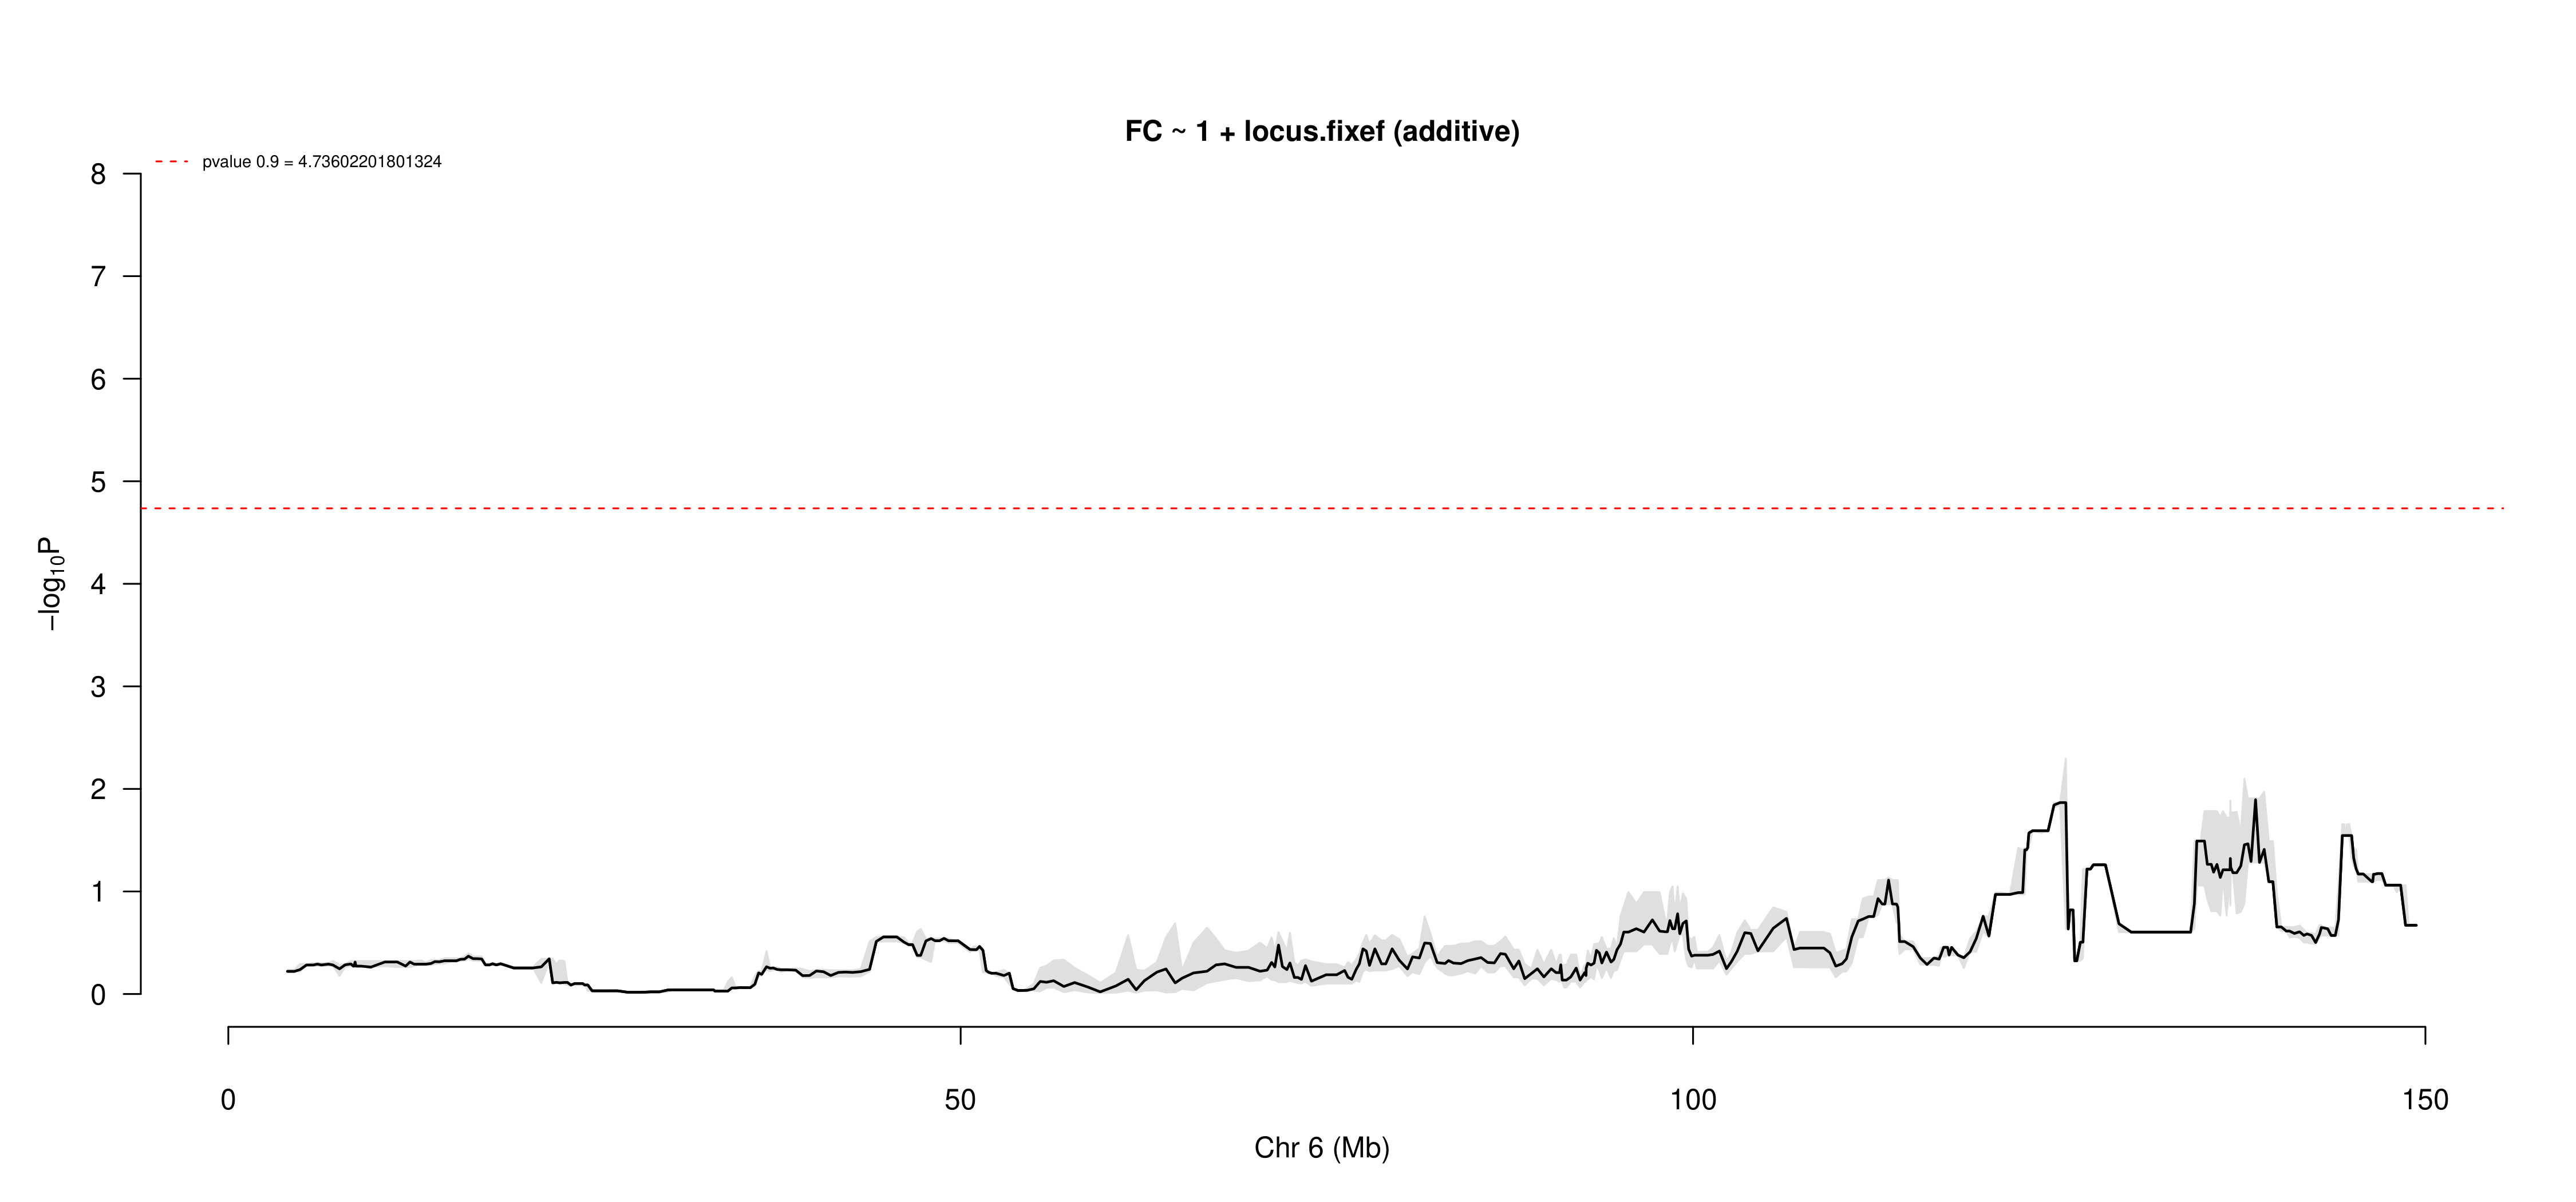 FC ~ 1 + locus.fixef (additive)
pvalue 0.9 = 4.73602201801324
8
7
6
5
4
3
2
1
0
−log10P
0 50 100 150
Chr 6 (Mb)